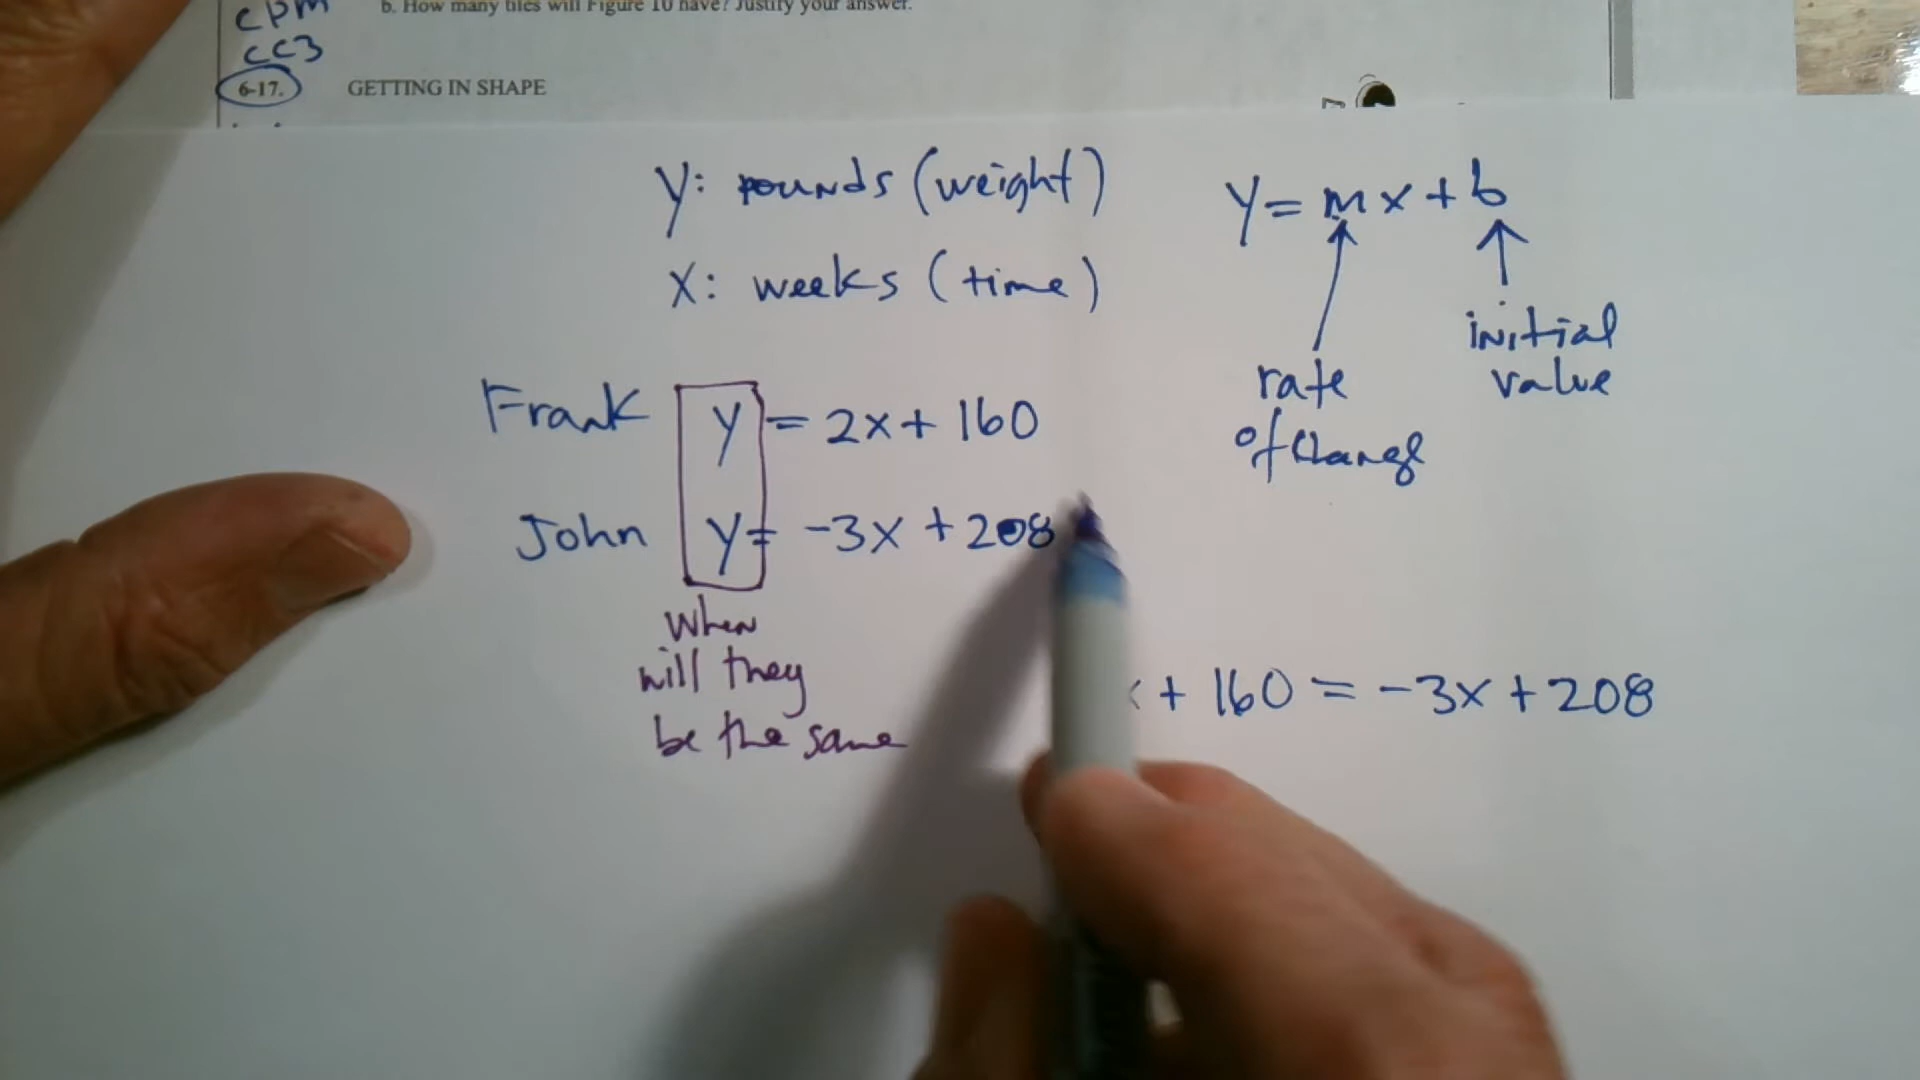 cpm
CC3
b. How many tiles will Figure 10 have? Justify your answer.
6-17. GETTING IN SHAPE
y: pounds (weight)
x: weeks (time)
y = mx + b
rate
of change
initial
value
Frank y = 2x + 160
John y = -3x + 208
When
will they
be the same
+ 160 = -3x + 208